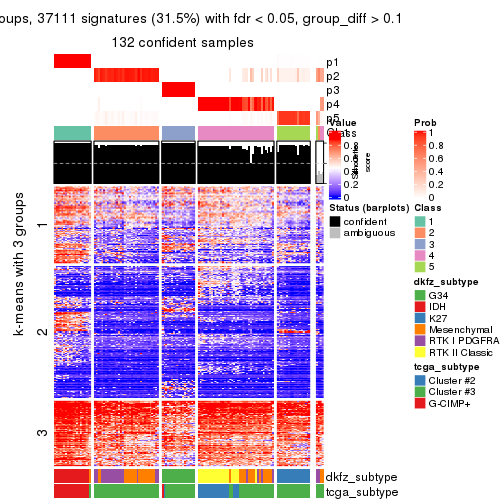 oups, 37111 signatures (31.5%) with fdr < 0.05, group_diff > 0.1
132 confident samples
p1
p2
p3
p4
p5
Class
Value
1
0.8
0.6
0.4
0.2
0
Silhouette
score
Prob
1
0.8
0.6
0.4
0.2
0
Status (barplots)
confident
ambiguous
Class
1
2
3
4
5
dkfz_subtype
G34
IDH
K27
Mesenchymal
RTK I PDGFRA
RTK II Classic
tcga_subtype
Cluster #2
Cluster #3
G-CIMP+
k-means with 3 groups
1
2
3
dkfz_subtype
tcga_subtype